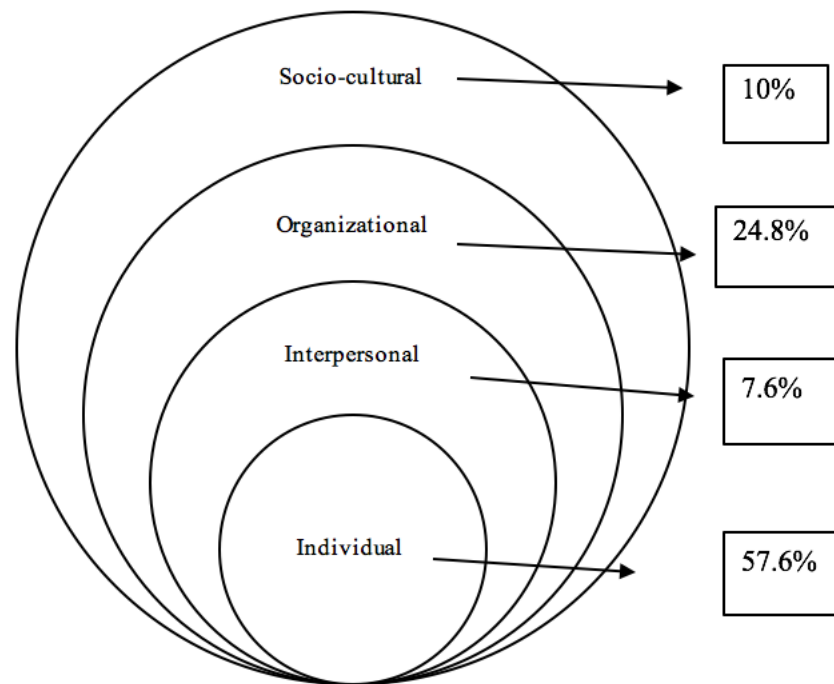 Socio-cultural
10%
Organizational
24.8%
Interpersonal
7.6%
Individual
57.6%